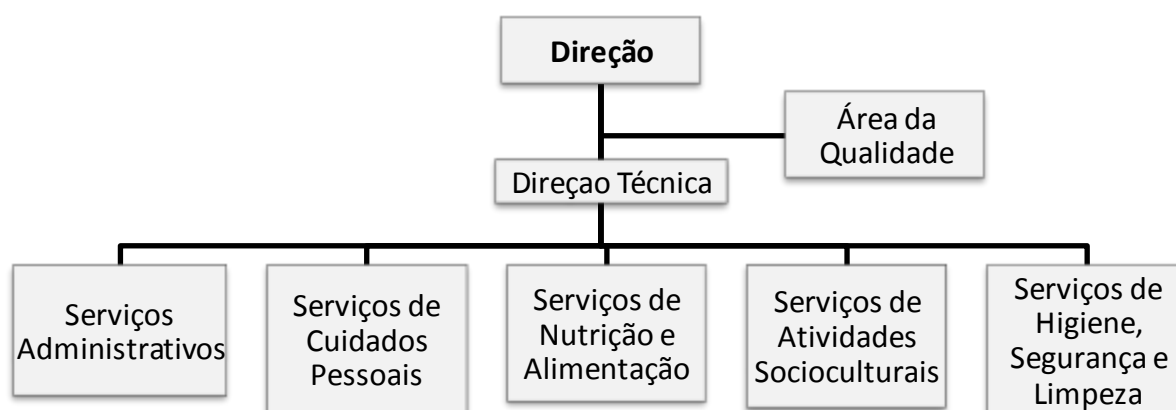 Direção
Área da
Qualidade
Direçao Técnica
Serviços
Administrativos
Serviços de
Cuidados
Pessoais
Serviços de
Nutrição e
Alimentação
Serviços de
Atividades
Socioculturais
Serviços de
Higiene,
Segurança e
Limpeza